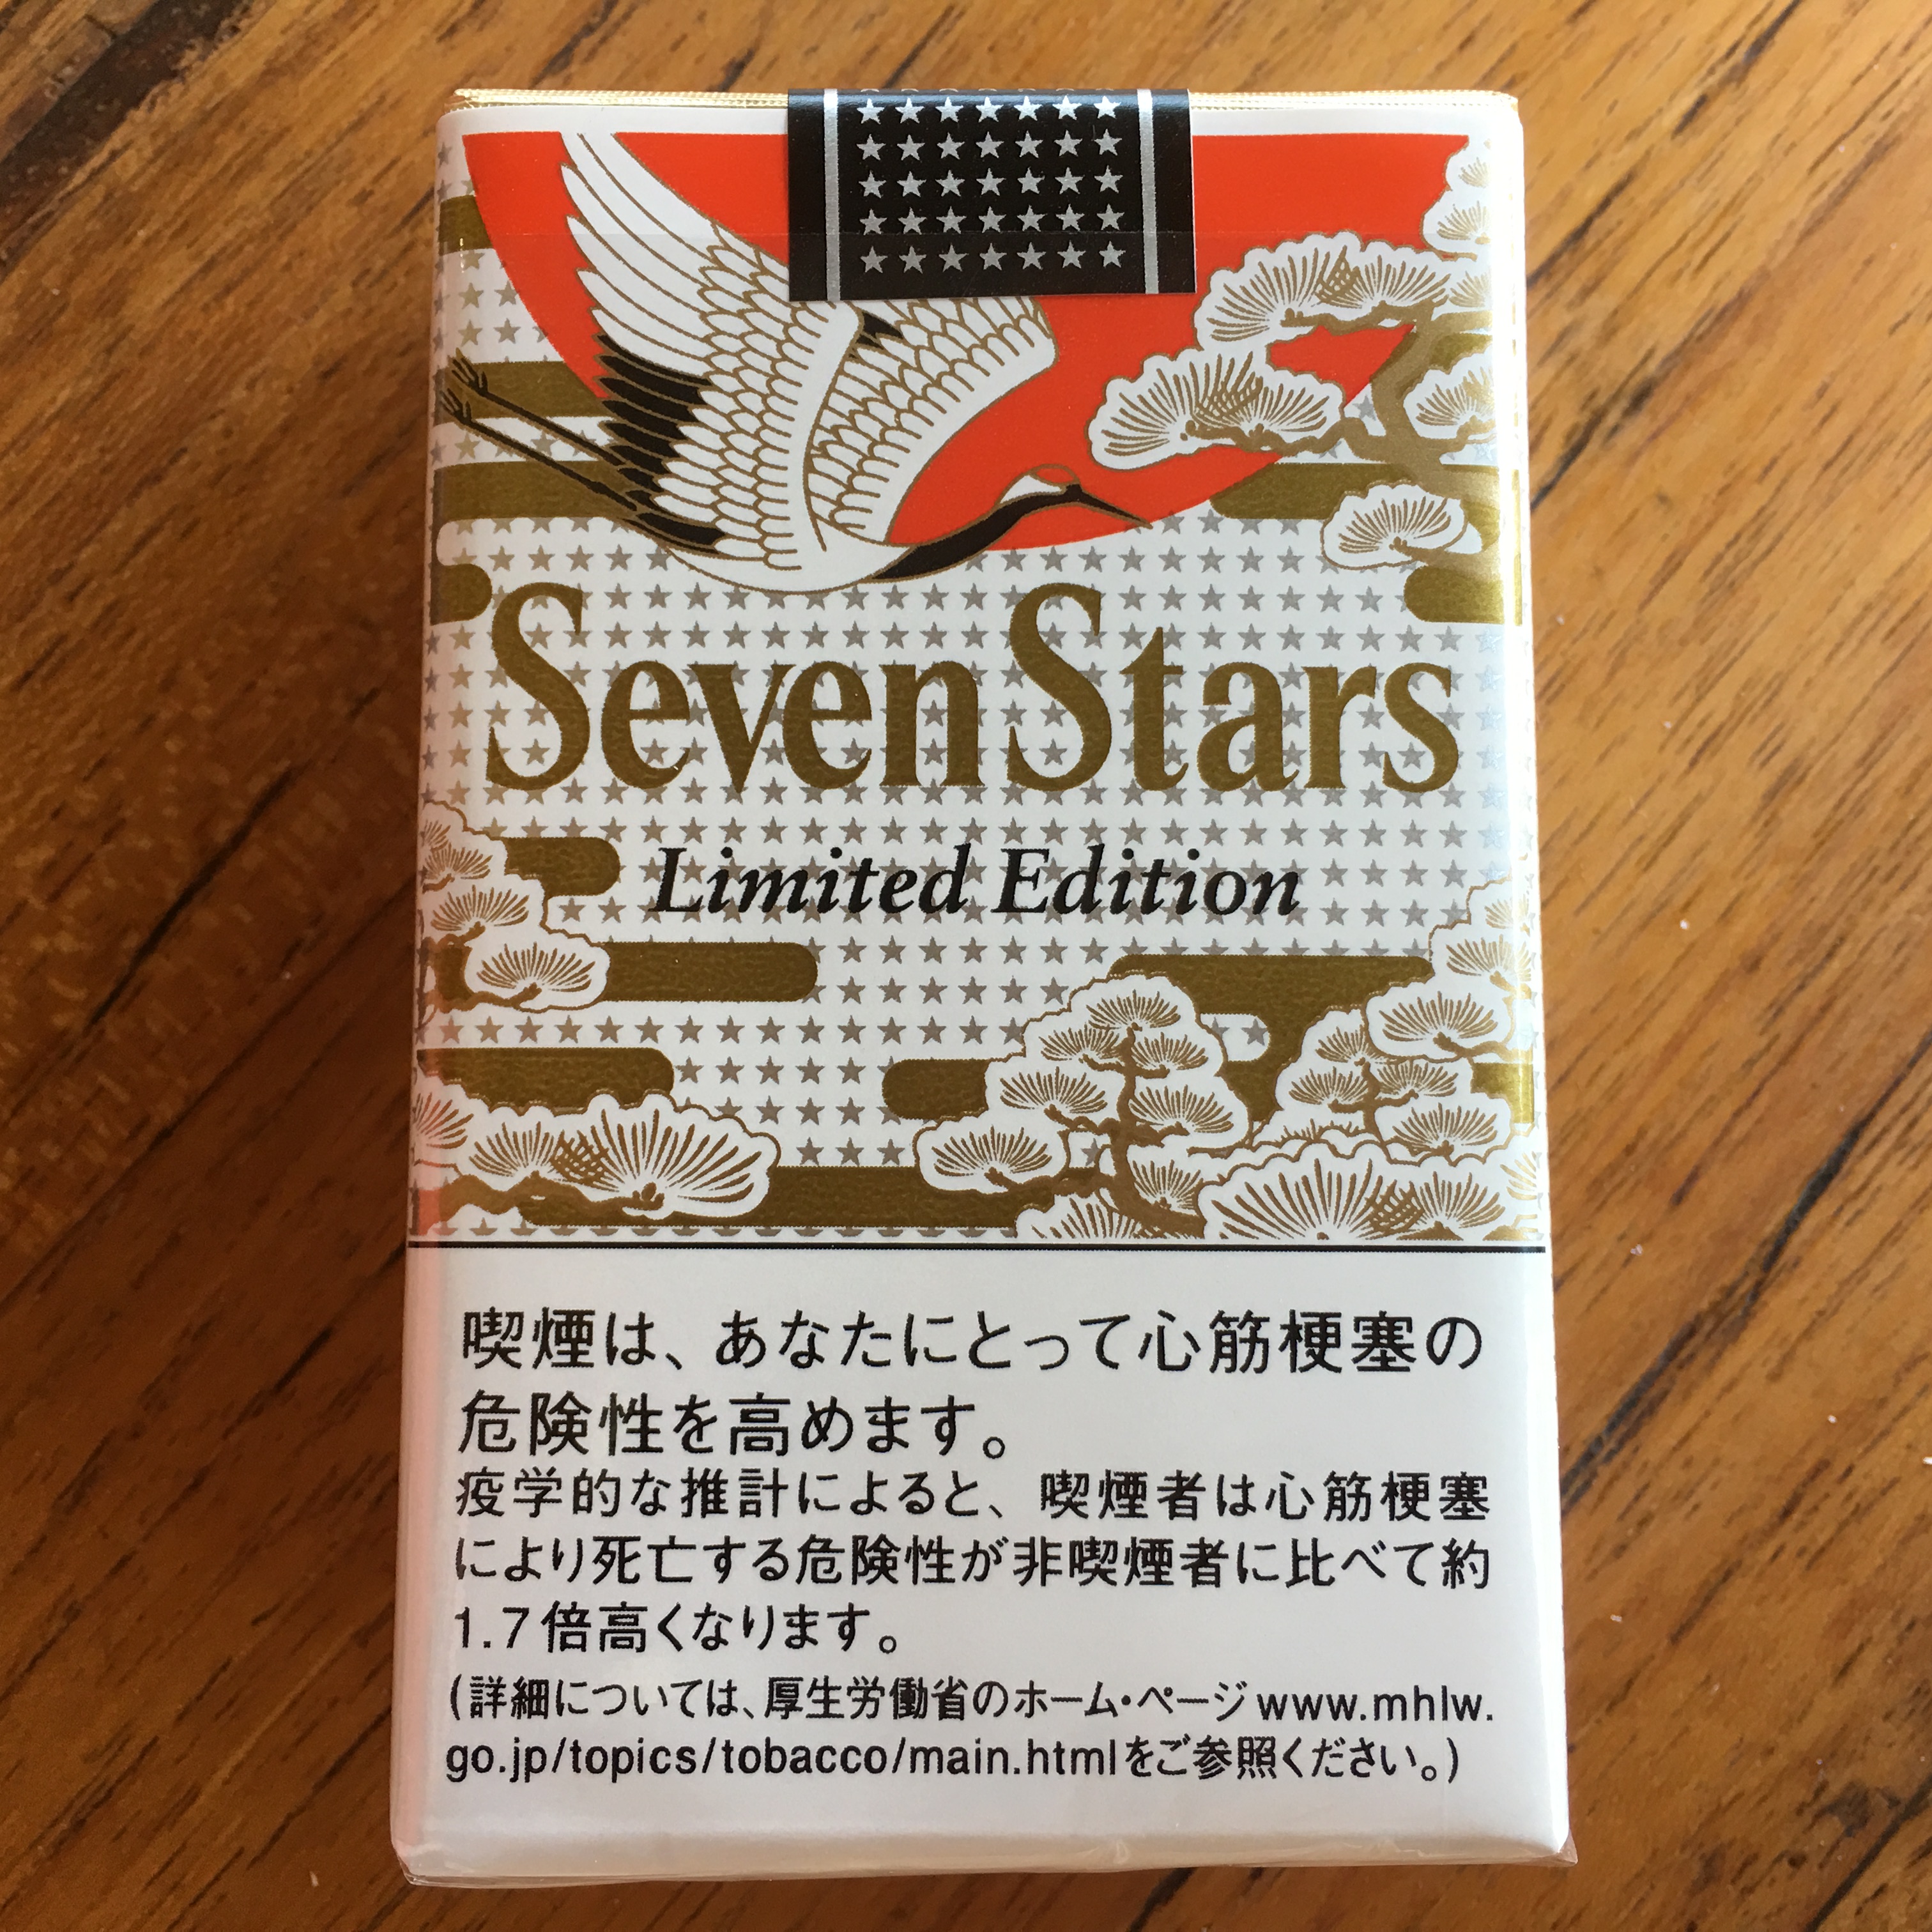 Seven Stars
Limited Edition
喫煙は、あなたにとって心筋梗塞の
危険性を高めます。
疫学的な推計によると、喫煙者は心筋梗塞
により死亡する危険性が非喫煙者に比べて約
1.7倍高くなります。
(詳細については、厚生労働省のホーム・ページwww.mhlw.
go.jp/topics/tobacco/main.htmlをご参照ください。)